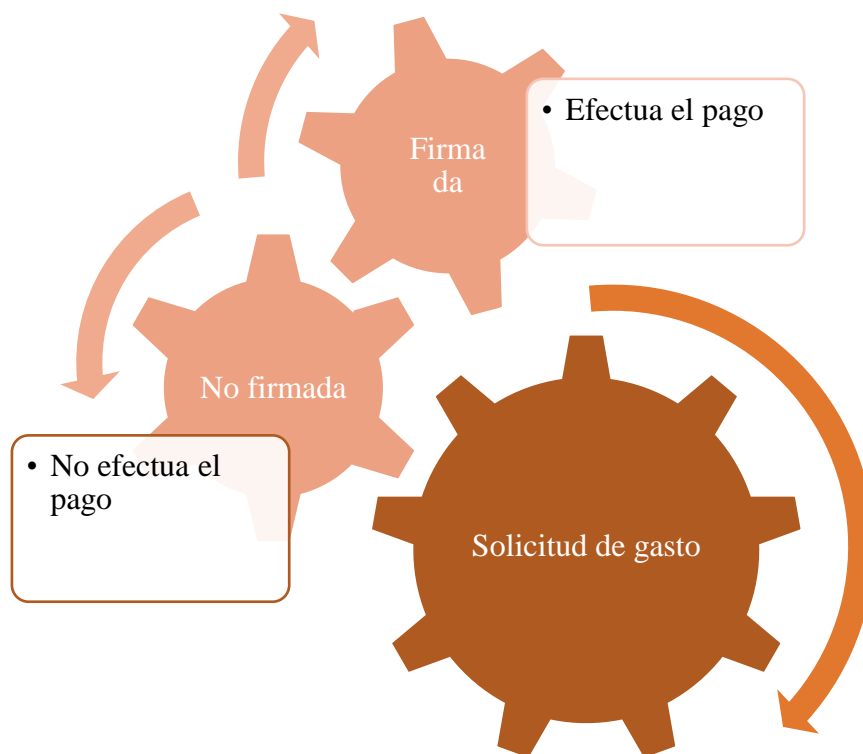 Firma
da
• Efectua el pago
No firmada
• No efectua el
pago
Solicitud de gasto